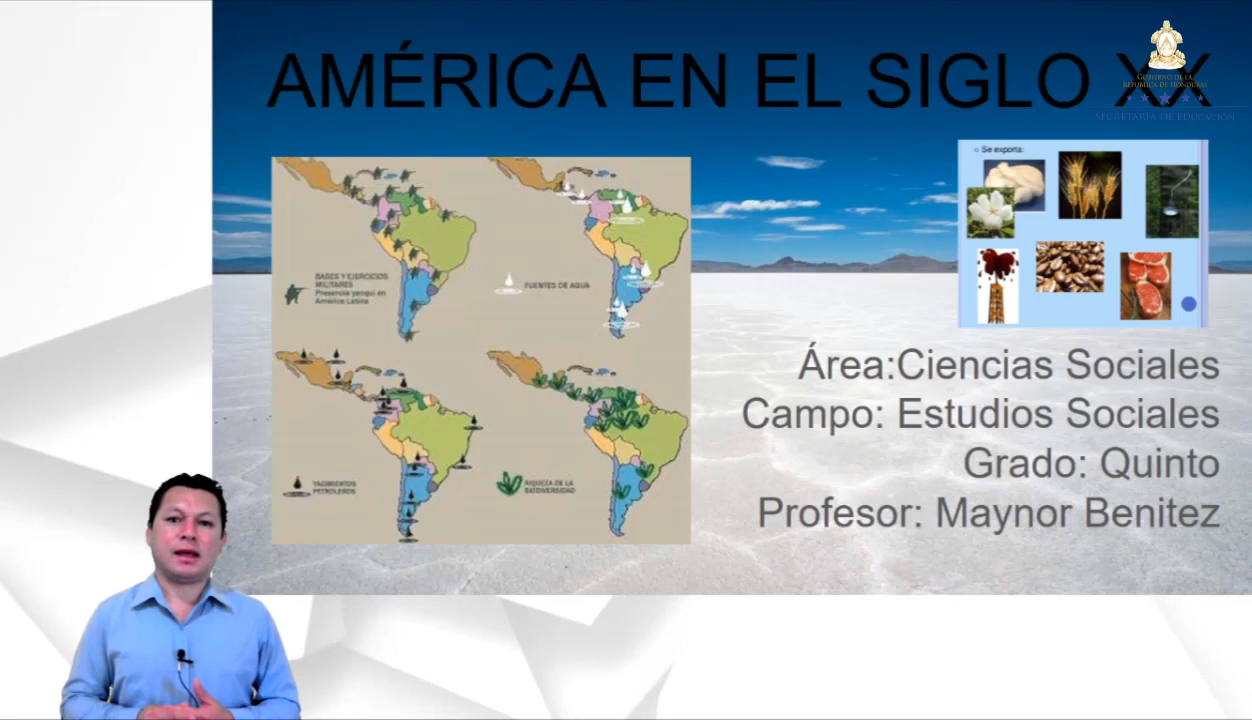 AMÉRICA EN EL SIGLO XX
GOBIERNO DE LA
REPÚBLICA DE HONDURAS
SECRETARÍA DE EDUCACIÓN
Se exporta:
BASES Y EJERCICIOS
MILITARES
Presencia yanqui en
América Latina
FUENTES DE AGUA
YACIMIENTOS
PETROLEROS
RIQUEZA DE LA
BIODIVERSIDAD
Área:Ciencias Sociales
Campo: Estudios Sociales
Grado: Quinto
Profesor: Maynor Benitez